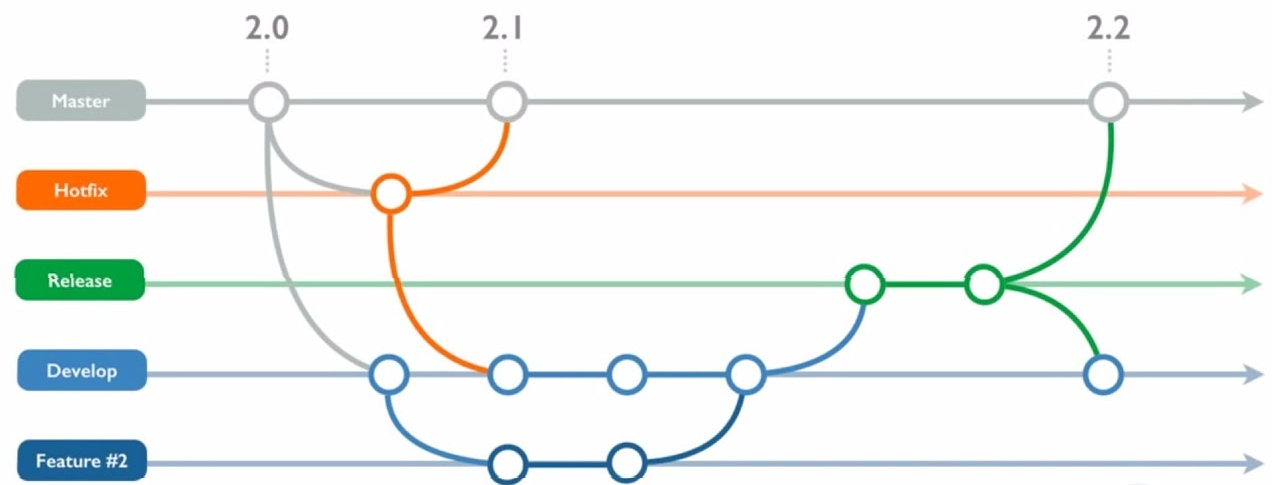 2.0
2.1
2.2
Master
Hotfix
Release
Develop
Feature #2